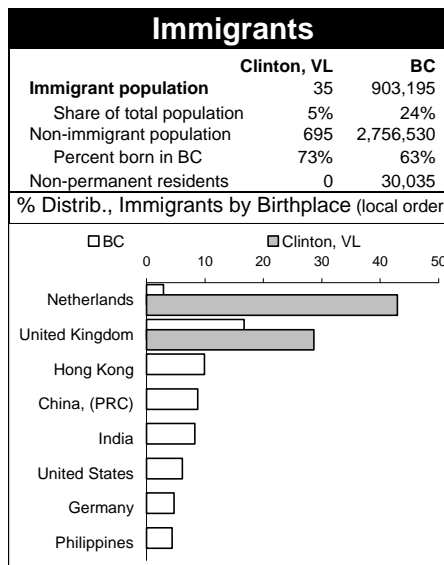 Immigrants
Clinton, VL BC
Immigrant population 35 903,195
Share of total population 5% 24%
Non-immigrant population 695 2,756,530
Percent born in BC 73% 63%
Non-permanent residents 0 30,035
% Distrib., Immigrants by Birthplace (local order
BC Clinton, VL
0 10 20 30 40 50
Netherlands
United Kingdom
Hong Kong
China, (PRC)
India
United States
Germany
Philippines